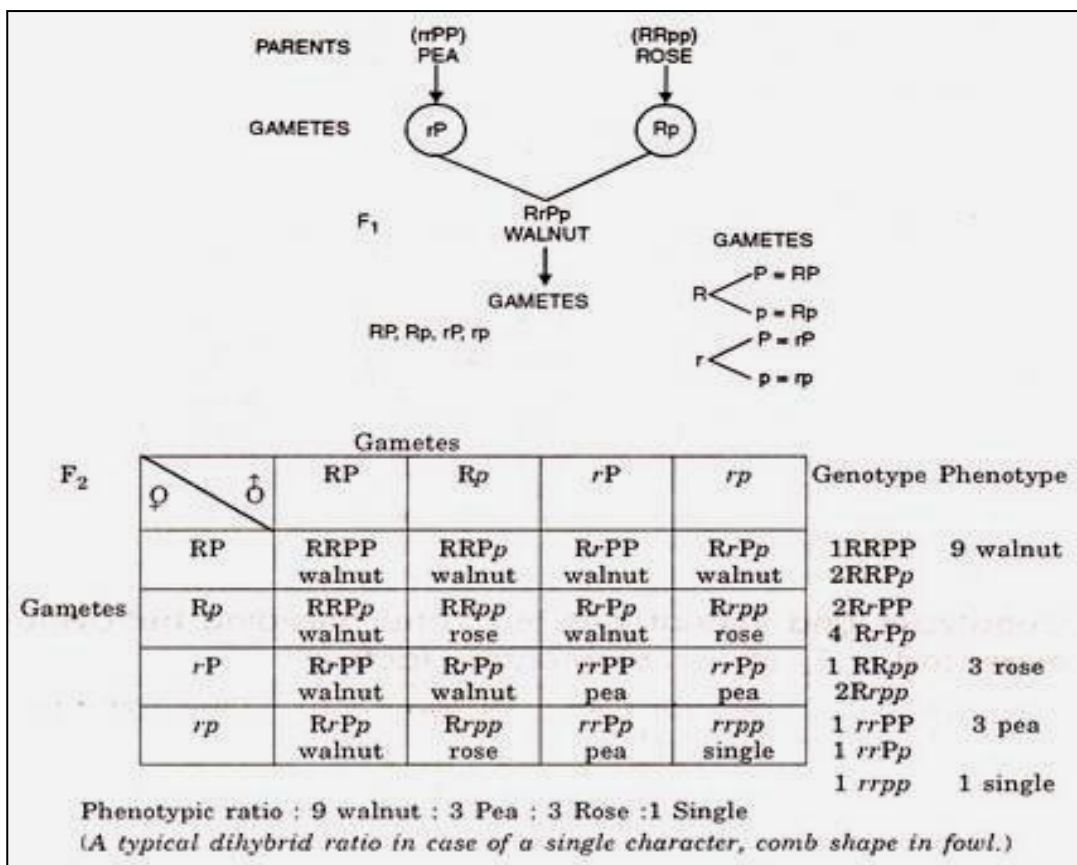 PARENTS (rrPP) (RRpp)
PEA ROSE
GAMETES rP Rp
F1 RrPp
WALNUT
GAMETES
RP, Rp, rP, rp
GAMETES
R P = RP
p = Rp
r P = rP
p = rp
Gametes
F2 ♀ ♂ RP Rp rP rp Genotype Phenotype
RP RRPP RRPp RrPP RrPp 1RRPP 9 walnut
walnut walnut walnut walnut 2RRPp
Gametes Rp RRPp RRpp RrPp Rrpp 2RrPP
walnut rose walnut rose 4 RrPp
rP RrPP RrPp rrPP rrPp 1 RRpp 3 rose
walnut walnut pea pea 2Rrpp
rp RrPp Rrpp rrPp rrpp 1 rrPP 3 pea
walnut rose pea single 1 rrPp
1 rrpp 1 single
Phenotypic ratio : 9 walnut : 3 Pea : 3 Rose :1 Single
(A typical dihybrid ratio in case of a single character, comb shape in fowl.)